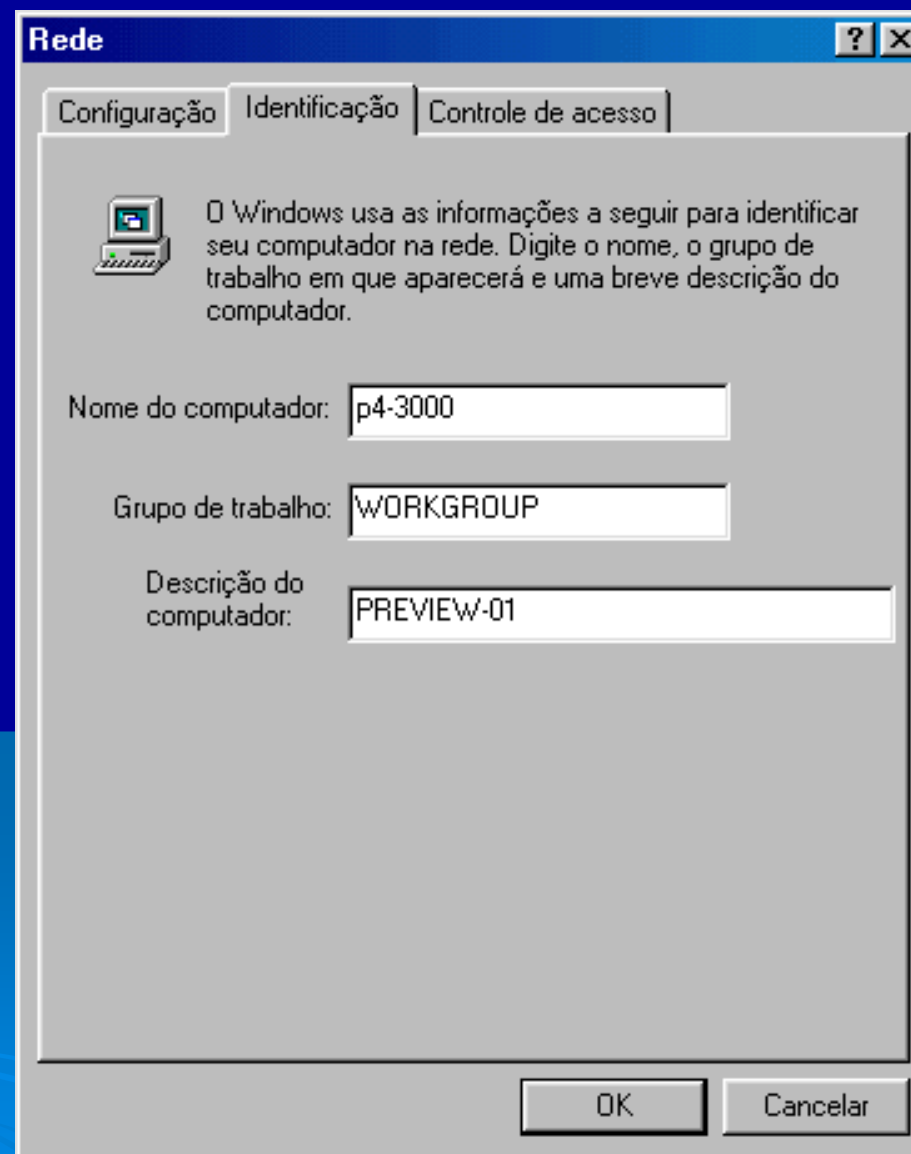 Rede
Configuração
Identificação
Controle de acesso
O Windows usa as informações a seguir para identificar
seu computador na rede. Digite o nome, o grupo de
trabalho em que aparecerá e uma breve descrição do
computador.
Nome do computador: p4-3000
Grupo de trabalho: WORKGROUP
Descrição do
computador: PREVIEW-01
OK
Cancelar